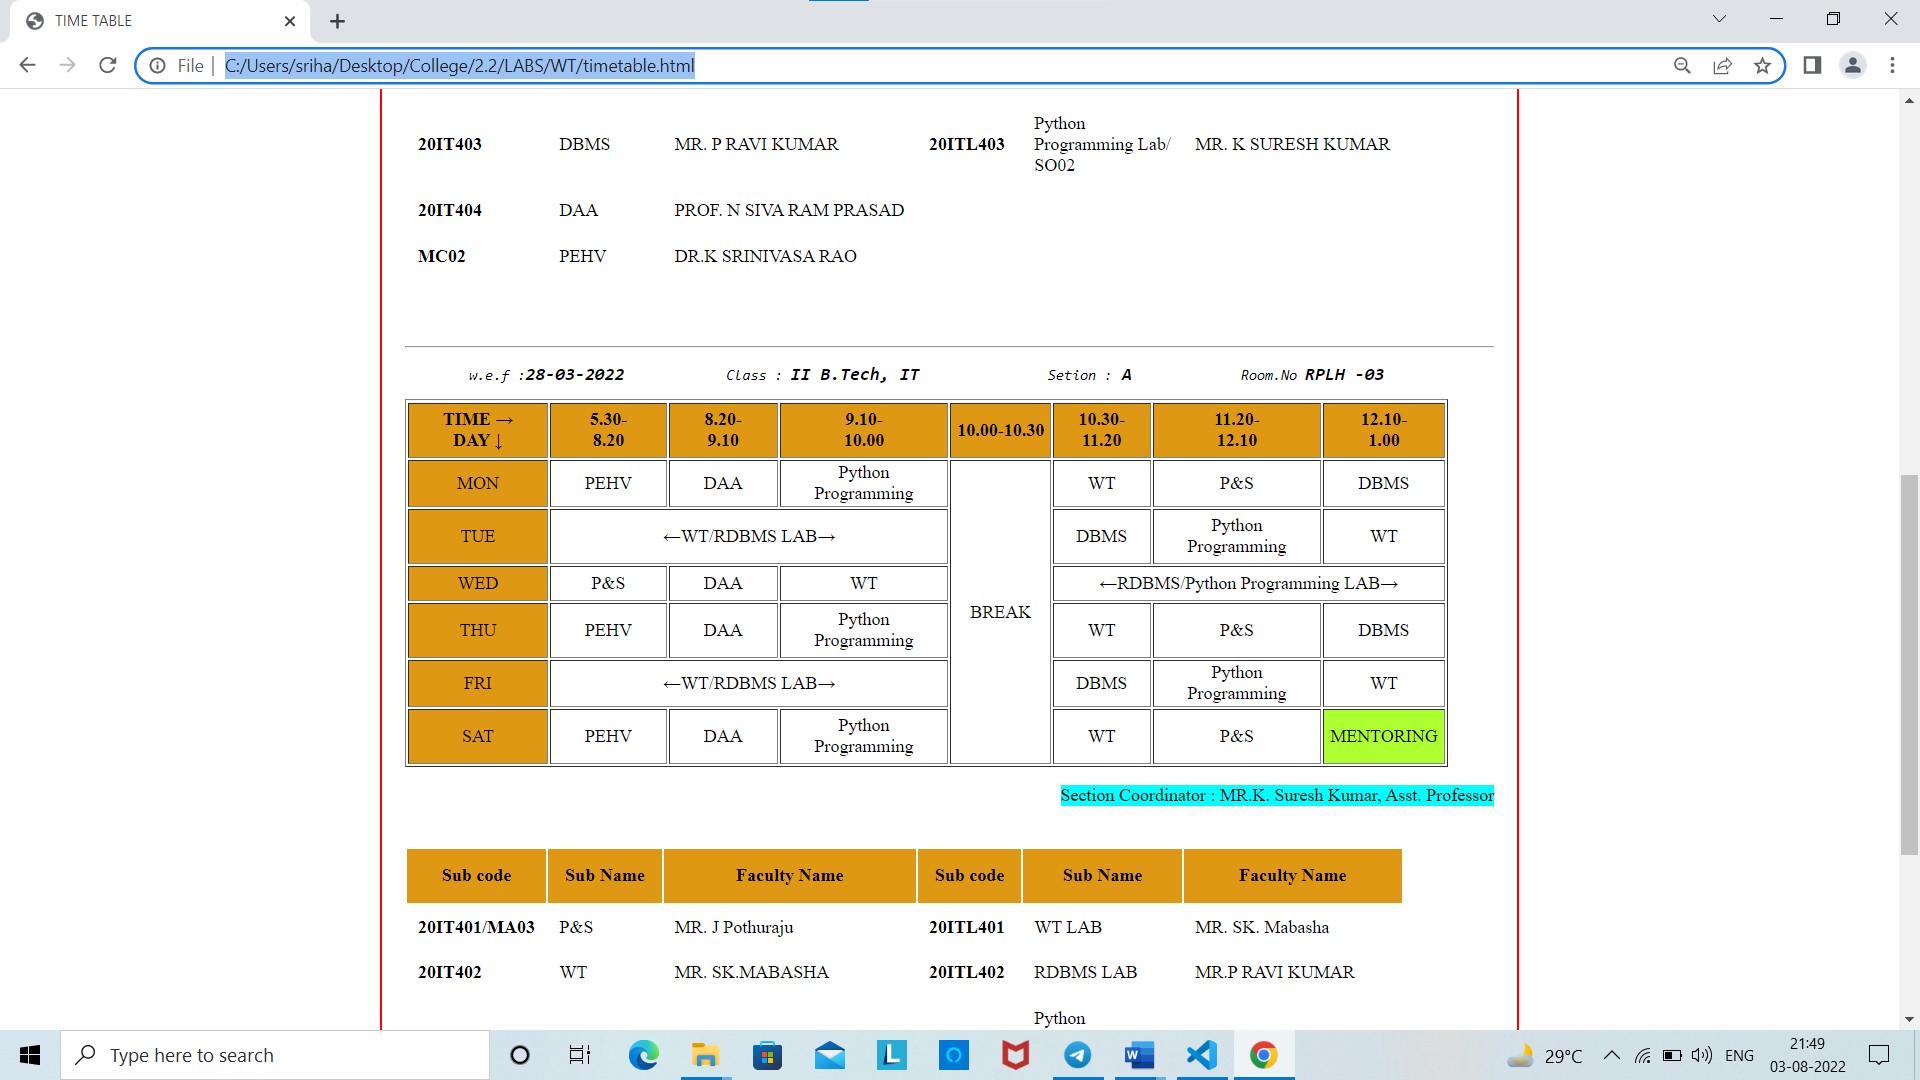 TIME TABLE
File
C:/Users/sriha/Desktop/College/2.2/LABS/WT/timetable.html
20IT403 DBMS MR. P RAVI KUMAR 20ITL403 Python
Programming Lab/ MR. K SURESH KUMAR
SO02
20IT404 DAA PROF. N SIVA RAM PRASAD
MC02 PEHV DR.K SRINIVASA RAO
w.e.f :28-03-2022 Class : II B.Tech, IT Setion : A Room.No RPLH -03
TIME → 5.30- 8.20- 9.10- 10.00-10.30 10.30- 11.20- 12.10-
DAY ↓ 8.20 9.10 10.00 11.20 12.10 1.00
MON PEHV DAA Python WT P&S DBMS
Programming
TUE ←WT/RDBMS LAB→ DBMS Python WT
Programming
WED P&S DAA WT ←RDBMS/Python Programming LAB→
BREAK
THU PEHV DAA Python WT P&S DBMS
Programming
FRI ←WT/RDBMS LAB→ DBMS Python WT
Programming
SAT PEHV DAA Python WT P&S MENTORING
Programming
Section Coordinator : MR.K. Suresh Kumar, Asst. Professor
Sub code Sub Name Faculty Name Sub code Sub Name Faculty Name
20IT401/MA03 P&S MR. J Pothuraju 20ITL401 WT LAB MR. SK. Mabasha
20IT402 WT MR. SK.MABASHA 20ITL402 RDBMS LAB MR.P RAVI KUMAR
Python
Type here to search
29°C
ENG
21:49
03-08-2022